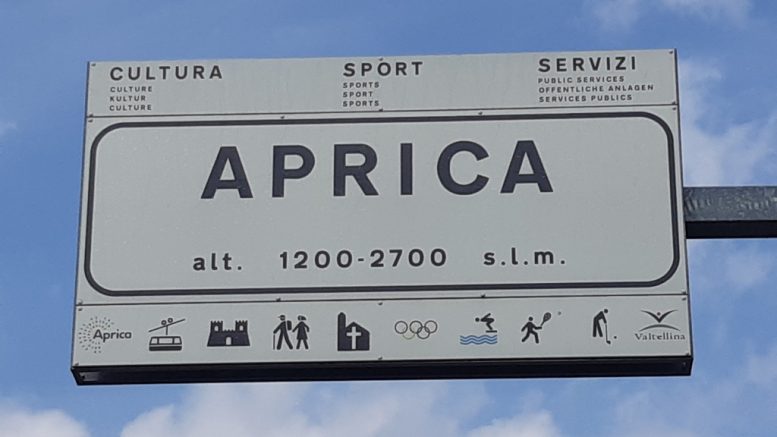 CULTURA
CULTURE
KULTUR
CULTURE
SPORT
SPORTS
SPORT
SPORTS
SERVIZI
PUBLIC SERVICES
OFFENTLICHE ANLAGEN
SERVICES PUBLICS
APRICA
alt. 1200-2700 s.l.m.
Aprica
Valtellina